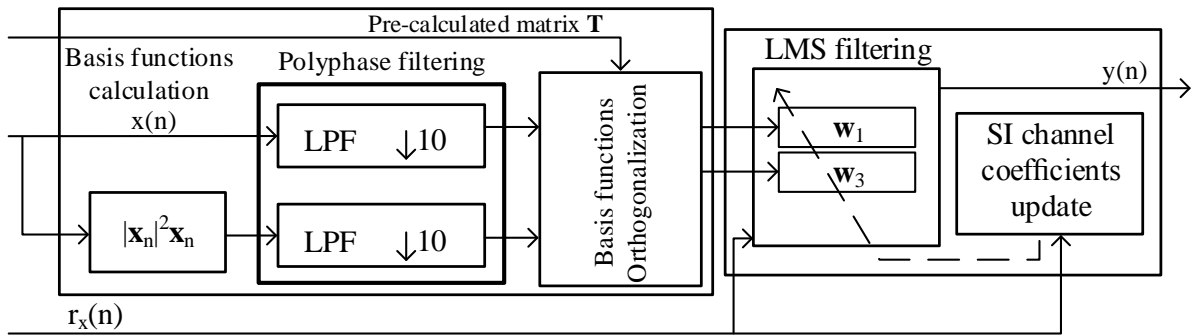 Pre-calculated matrix T
LMS filtering
Basis functions
calculation
x(n)
Polyphase filtering
LPF ↓10
|xₙ|²xₙ
LPF ↓10
Basis functions
Orthogonalization
w₁
w₃
y(n)
SI channel
coefficients
update
rₓ(n)